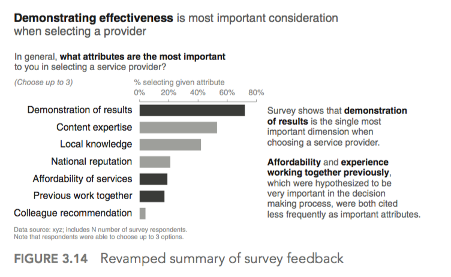 Demonstrating effectiveness is most important consideration
when selecting a provider
In general, what attributes are the most important
to you in selecting a service provider?
(Choose up to 3)
% selecting given attribute
0% 20% 40% 60% 80%
Demonstration of results
Content expertise
Local knowledge
National reputation
Affordability of services
Previous work together
Colleague recommendation
Survey shows that demonstration
of results is the single most
important dimension when
choosing a service provider.
Affordability and experience
working together previously,
which were hypothesized to be
very important in the decision
making process, were both cited
less frequently as important attributes.
Data source: xyz; includes N number of survey respondents.
Note that respondents were able to choose up to 3 options.
FIGURE 3.14 Revamped summary of survey feedback